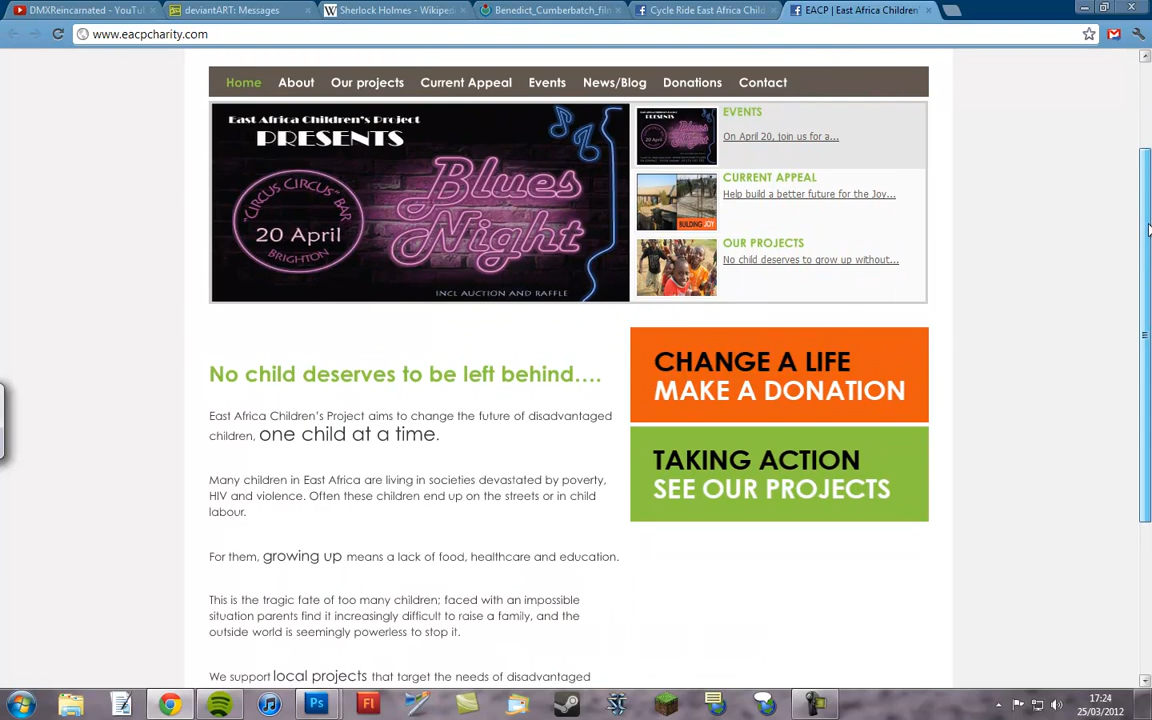 DMXReincarnated - YouTu
deviantART: Messages
Sherlock Holmes - Wikiped
Benedict_Cumberbatch_film
Cycle Ride East Africa Child
EACP | East Africa Children'
www.eacpcharity.com
Home About Our projects Current Appeal Events News/Blog Donations Contact
East Africa Children's Project
PRESENTS
Blues
Night
"CIRCUS CIRCUS" BAR
20 April
BRIGHTON
INCL AUCTION AND RAFFLE
EVENTS
On April 20, join us for a...
CURRENT APPEAL
Help build a better future for the Joy...
BUILDING JOY
OUR PROJECTS
No child deserves to grow up without...
CHANGE A LIFE
MAKE A DONATION
TAKING ACTION
SEE OUR PROJECTS
No child deserves to be left behind....
East Africa Children's Project aims to change the future of disadvantaged
children, one child at a time.
Many children in East Africa are living in societies devastated by poverty,
HIV and violence. Often these children end up on the streets or in child
labour.
For them, growing up means a lack of food, healthcare and education.
This is the tragic fate of too many children; faced with an impossible
situation parents find it increasingly difficult to raise a family, and the
outside world is seemingly powerless to stop it.
We support local projects that target the needs of disadvantaged
Ps
Fl
17:24
25/03/2012